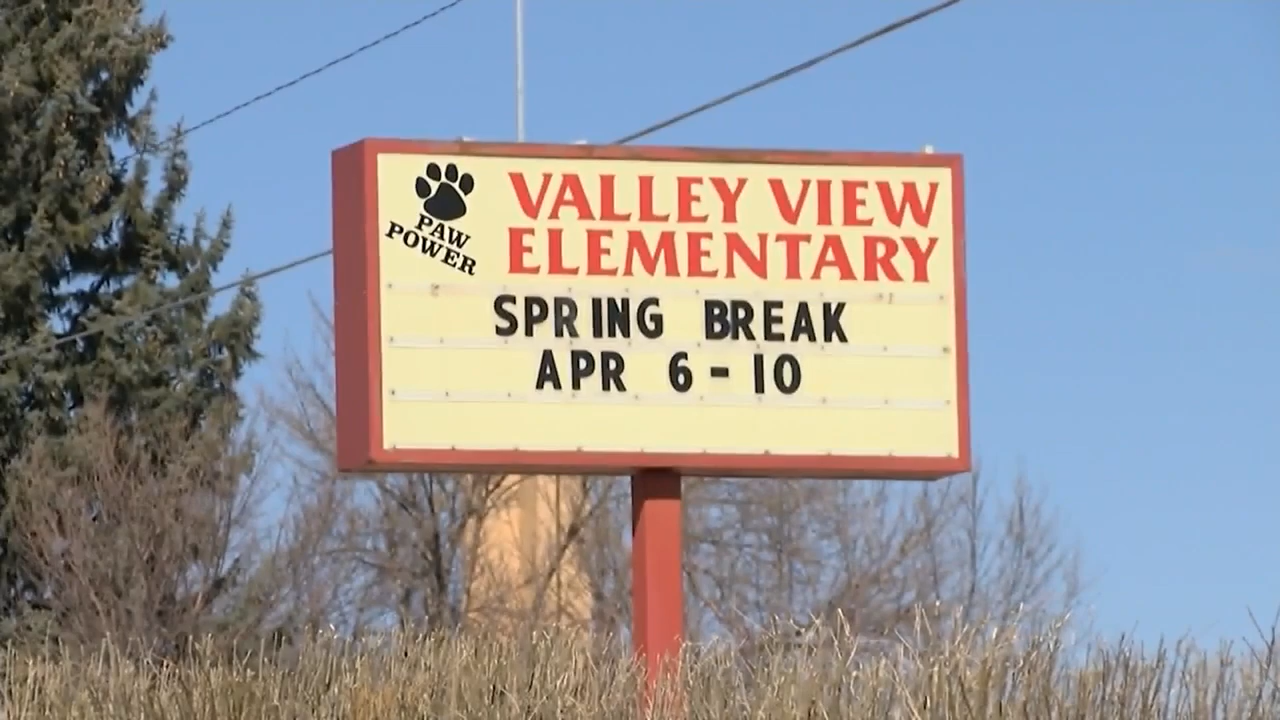 PAW
POWER
VALLEY VIEW
ELEMENTARY
SPRING BREAK
APR 6-10